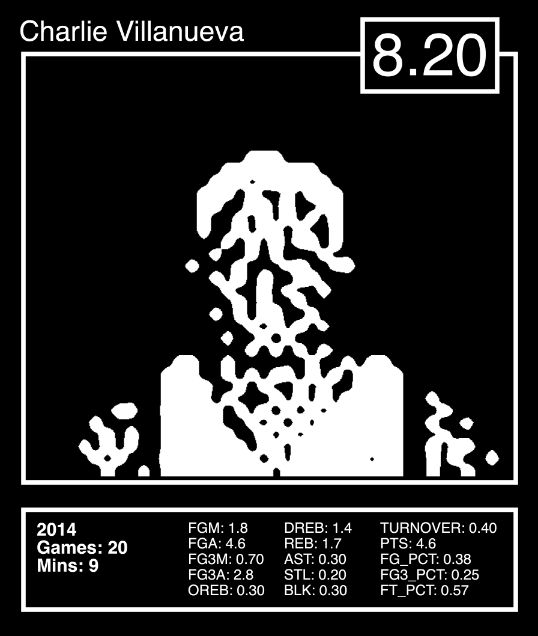 Charlie Villanueva
8.20
2014
Games: 20
Mins: 9
FGM: 1.8
FGA: 4.6
FG3M: 0.70
FG3A: 2.8
OREB: 0.30
DREB: 1.4
REB: 1.7
AST: 0.30
STL: 0.20
BLK: 0.30
TURNOVER: 0.40
PTS: 4.6
FG_PCT: 0.38
FG3_PCT: 0.25
FT_PCT: 0.57